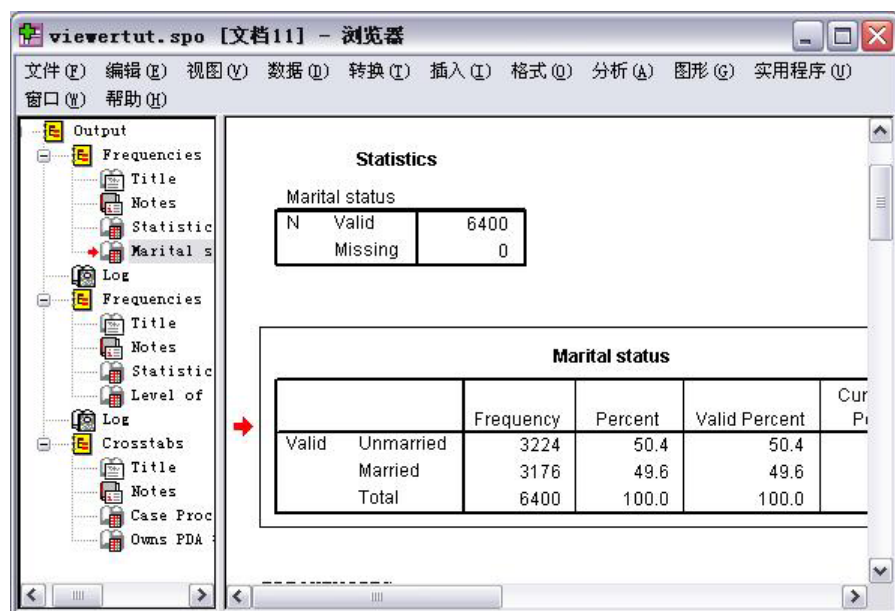 viewertut.spo [文档11] - 浏览器
文件(F) 编辑(E) 视图(V) 数据(D) 转换(T) 插入(I) 格式(O) 分析(A) 图形(G) 实用程序(U)
窗口(W) 帮助(H)
Output
Frequencies
Title
Notes
Statistic
Marital s
Log
Frequencies
Title
Notes
Statistic
Level of
Log
Crosstabs
Title
Notes
Case Proc
Owns PDA
Statistics
Marital status
N Valid 6400
Missing 0
Marital status
Frequency Percent Valid Percent
Valid Unmarried 3224 50.4 50.4
Married 3176 49.6 49.6
Total 6400 100.0 100.0